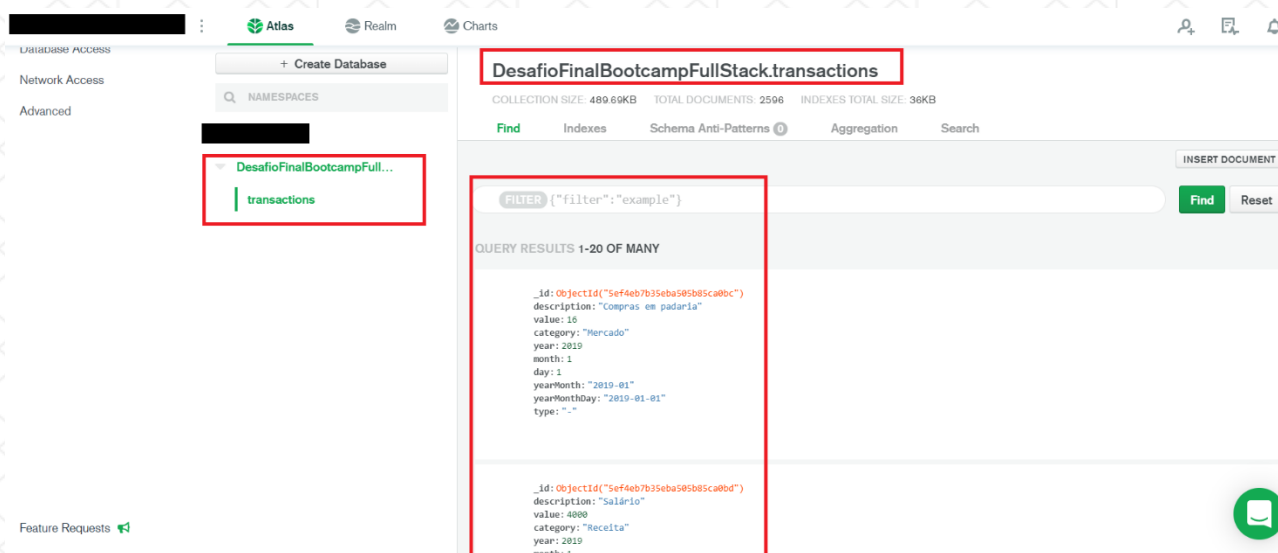 Atlas
Realm
Charts
Database Access
Network Access
Advanced
Feature Requests
+ Create Database
NAMESPACES
DesafioFinalBootcampFull...
transactions
DesafioFinalBootcampFullStack.transactions
COLLECTION SIZE: 489.69KB TOTAL DOCUMENTS: 2596 INDEXES TOTAL SIZE: 36KB
Find Indexes Schema Anti-Patterns 0 Aggregation Search
INSERT DOCUMENT
FILTER {"filter":"example"}
Find Reset
QUERY RESULTS 1-20 OF MANY
_id: ObjectId("5ef4eb7b35eba505b85ca0bc")
description: "Compras em padaria"
value: 16
category: "Mercado"
year: 2019
month: 1
day: 1
yearMonth: "2019-01"
yearMonthDay: "2019-01-01"
type: "-"
_id: ObjectId("5ef4eb7b35eba505b85ca0bd")
description: "Salário"
value: 4000
category: "Receita"
year: 2019
month: 1